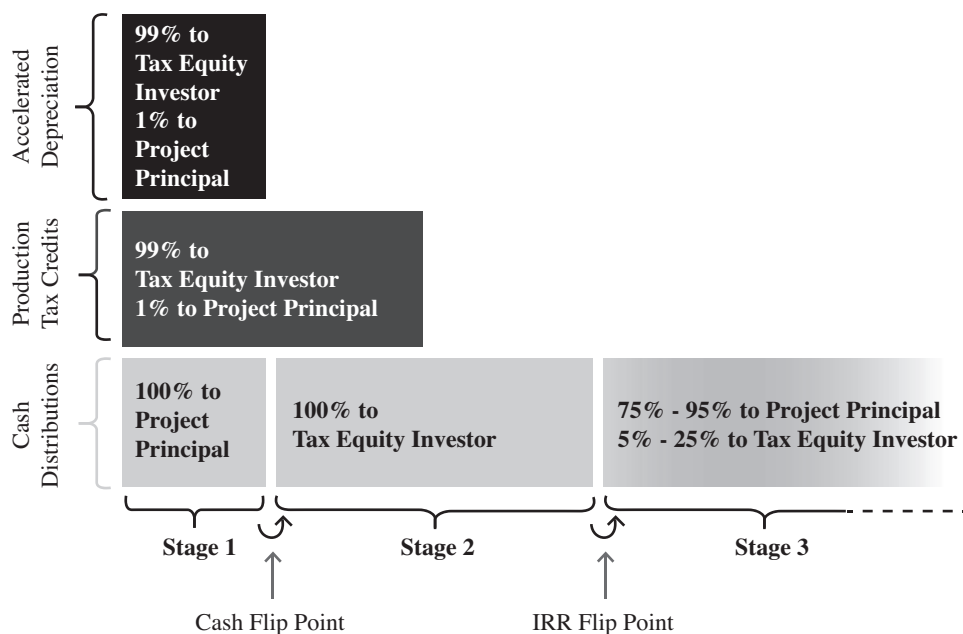 Accelerated
Depreciation
99% to
Tax Equity
Investor
1% to
Project
Principal
Production
Tax Credits
99% to
Tax Equity Investor
1% to Project Principal
Cash
Distributions
100% to
Project
Principal
100% to
Tax Equity Investor
75% - 95% to Project Principal
5% - 25% to Tax Equity Investor
Stage 1
Stage 2
Stage 3
Cash Flip Point
IRR Flip Point